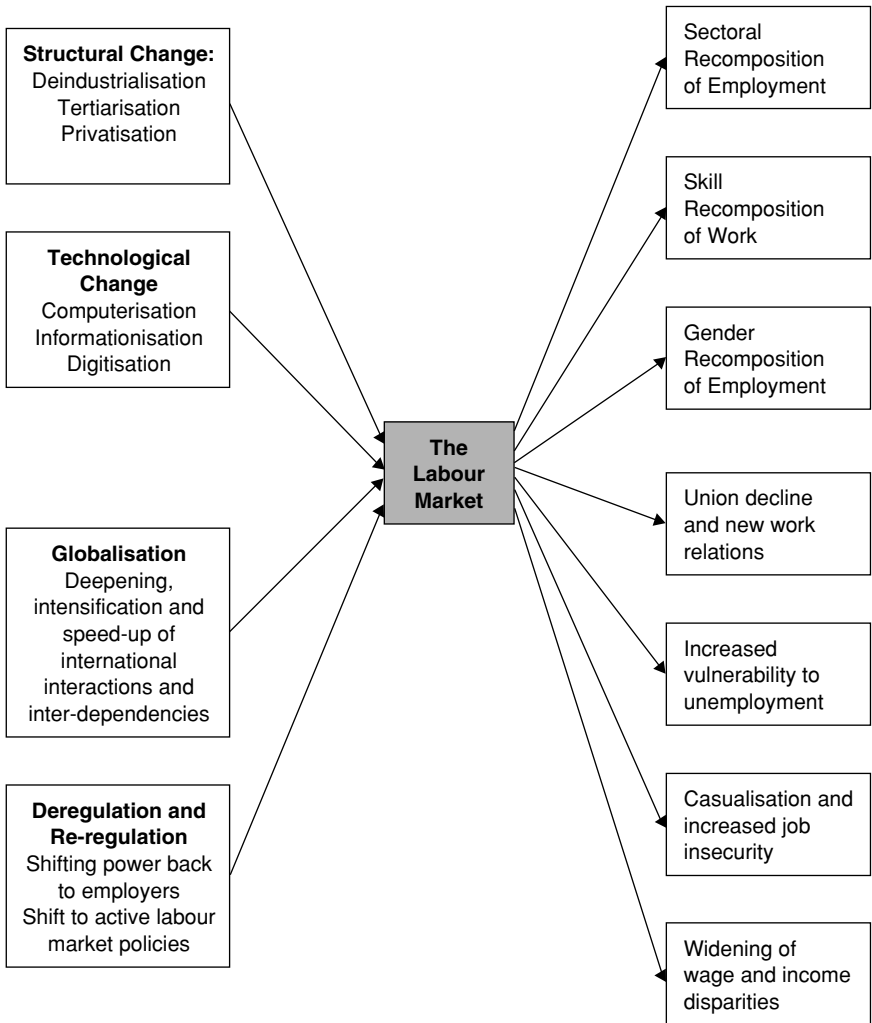 Structural Change:
Deindustrialisation
Tertiarisation
Privatisation
Technological
Change
Computerisation
Informationisation
Digitisation
Globalisation
Deepening,
intensification and
speed-up of
international
interactions and
inter-dependencies
Deregulation and
Re-regulation
Shifting power back
to employers
Shift to active labour
market policies
The
Labour
Market
Sectoral
Recomposition
of Employment
Skill
Recomposition
of Work
Gender
Recomposition
of Employment
Union decline
and new work
relations
Increased
vulnerability to
unemployment
Casualisation and
increased job
insecurity
Widening of
wage and income
disparities